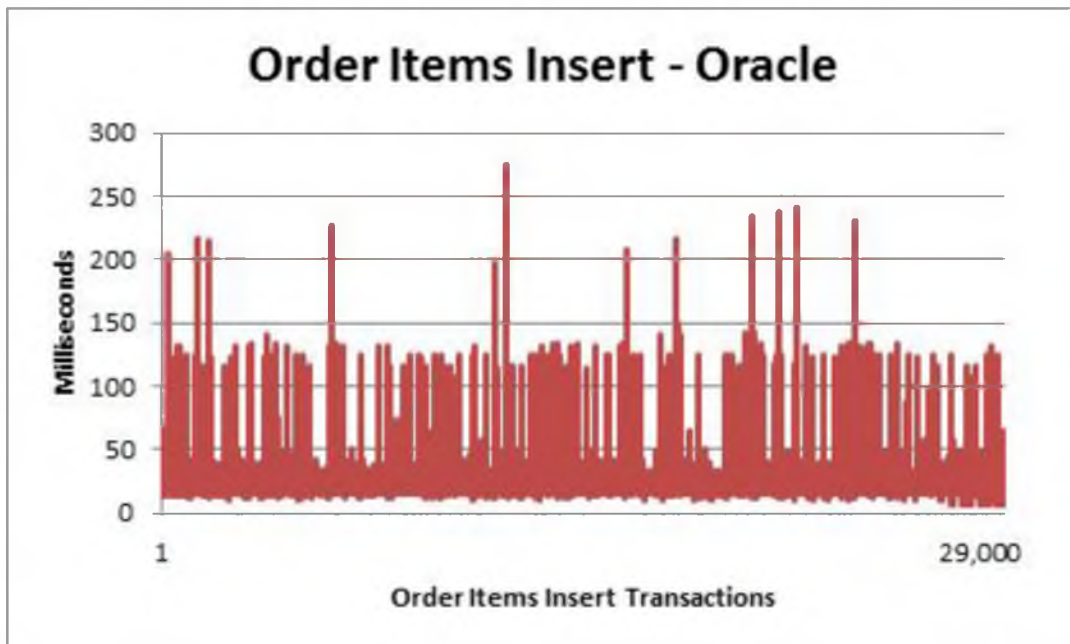 Order Items Insert - Oracle
300
250
200
150
100
50
0
Milliseconds
1 29,000
Order Items Insert Transactions